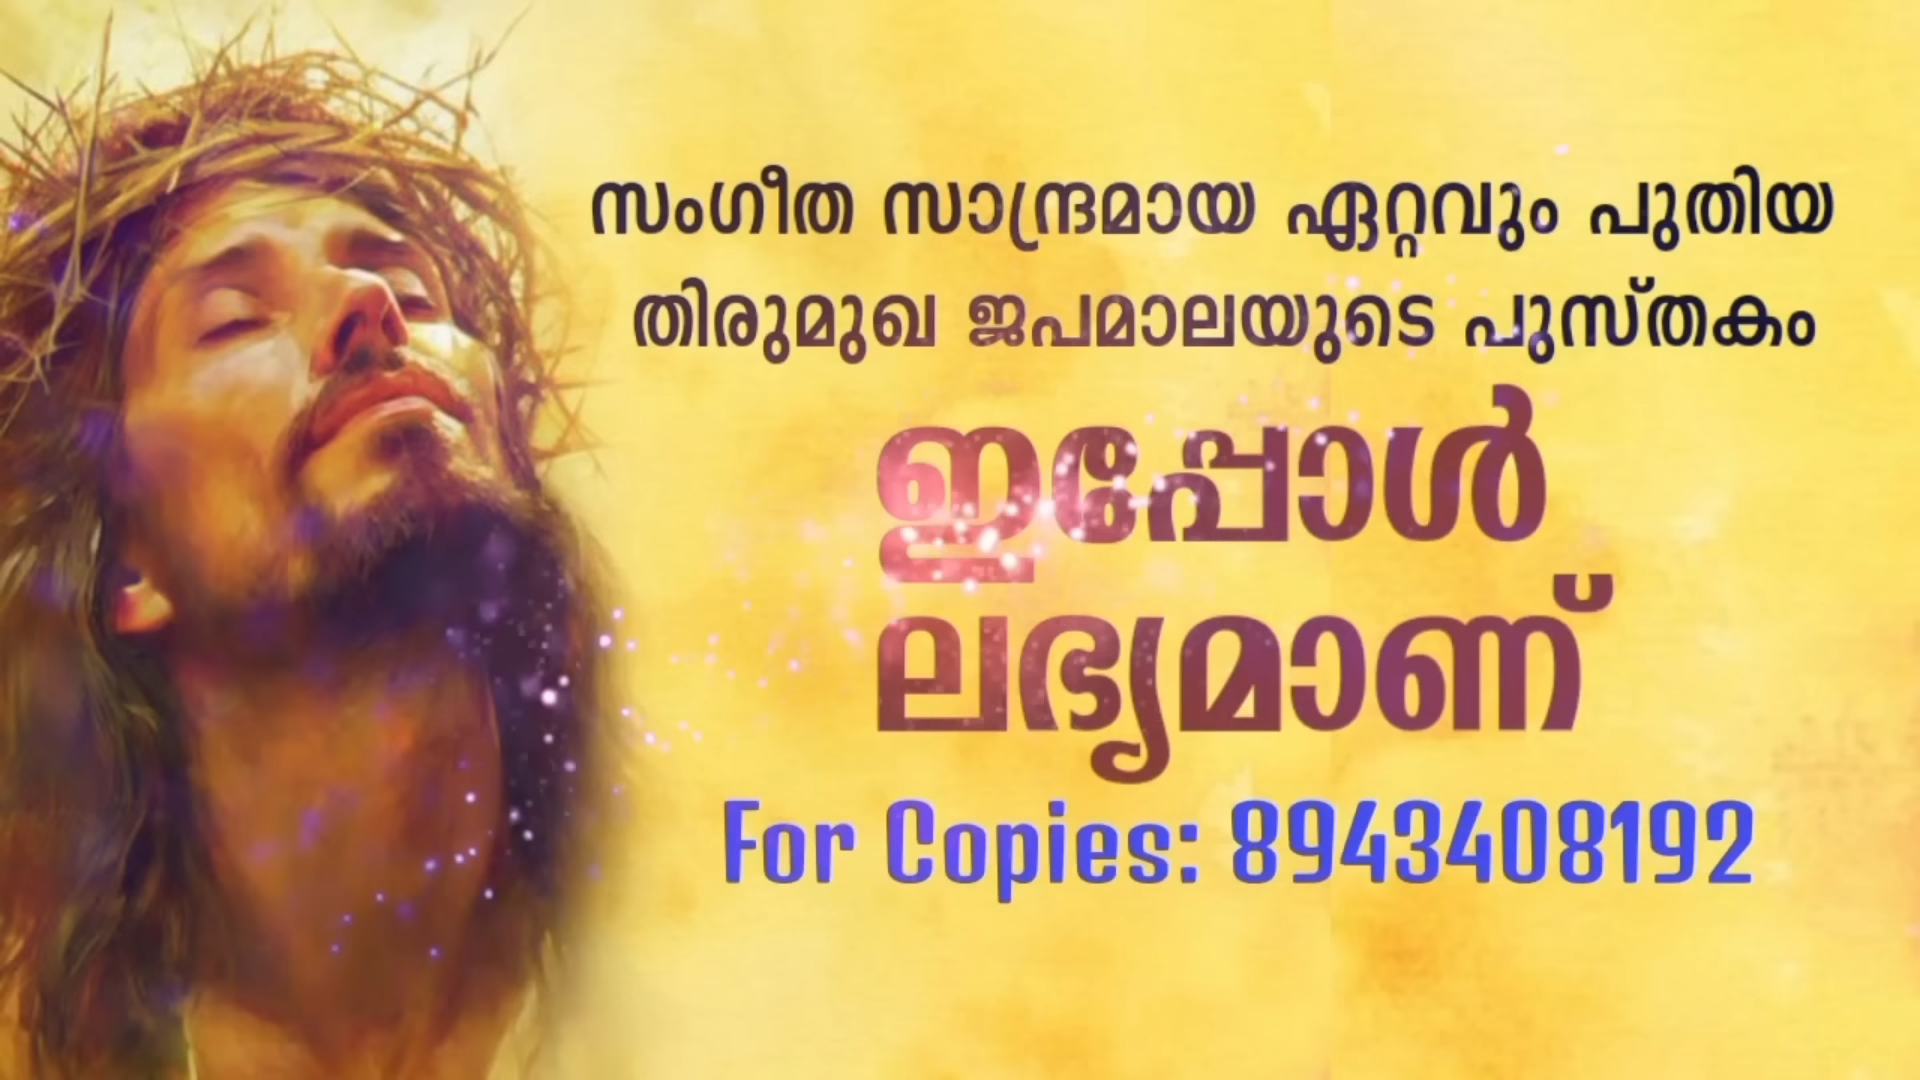 സംഗീത സാന്ദ്രമായ ഏറ്റവും പുതിയ
തിരുമുഖ ജപമാലയുടെ പുസ്തകം
ഇപ്പോൾ
ലഭ്യമാണ്
For Copies: 8943408192